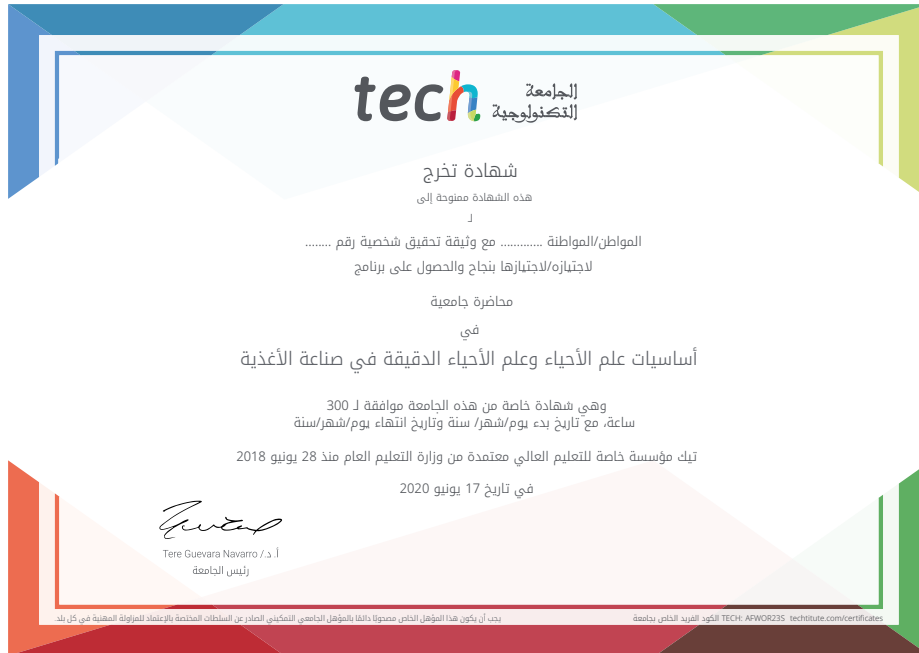 tech الجامعة
التكنولوجية
شهادة تخرج
هذه الشهادة ممنوحة إلى
لـ
المواطن/المواطنة ............ مع وثيقة تحقيق شخصية رقم ........
لاجتيازه/لاجتيازها بنجاح والحصول على برنامج
محاضرة جامعية
في
أساسيات علم الأحياء وعلم الأحياء الدقيقة في صناعة الأغذية
وهي شهادة خاصة من هذه الجامعة موافقة لـ 300
ساعة، مع تاريخ بدء يوم/شهر/ سنة وتاريخ انتهاء يوم/شهر/سنة
تيك مؤسسة خاصة للتعليم العالي معتمدة من وزارة التعليم العام منذ 28 يونيو 2018
في تاريخ 17 يونيو 2020
أ. د./ Tere Guevara Navarro
رئيس الجامعة
يجب أن يكون هذا المؤهل الخاص مصحوبًا دائمًا بالمؤهل الجامعي التمكيني الصادر عن السلطات المختصة بالإعتماد للمزاولة المهنية في كل بلد.
الكود الفريد الخاص بجامعة TECH: AFWOR23S techtitute.com/certificates